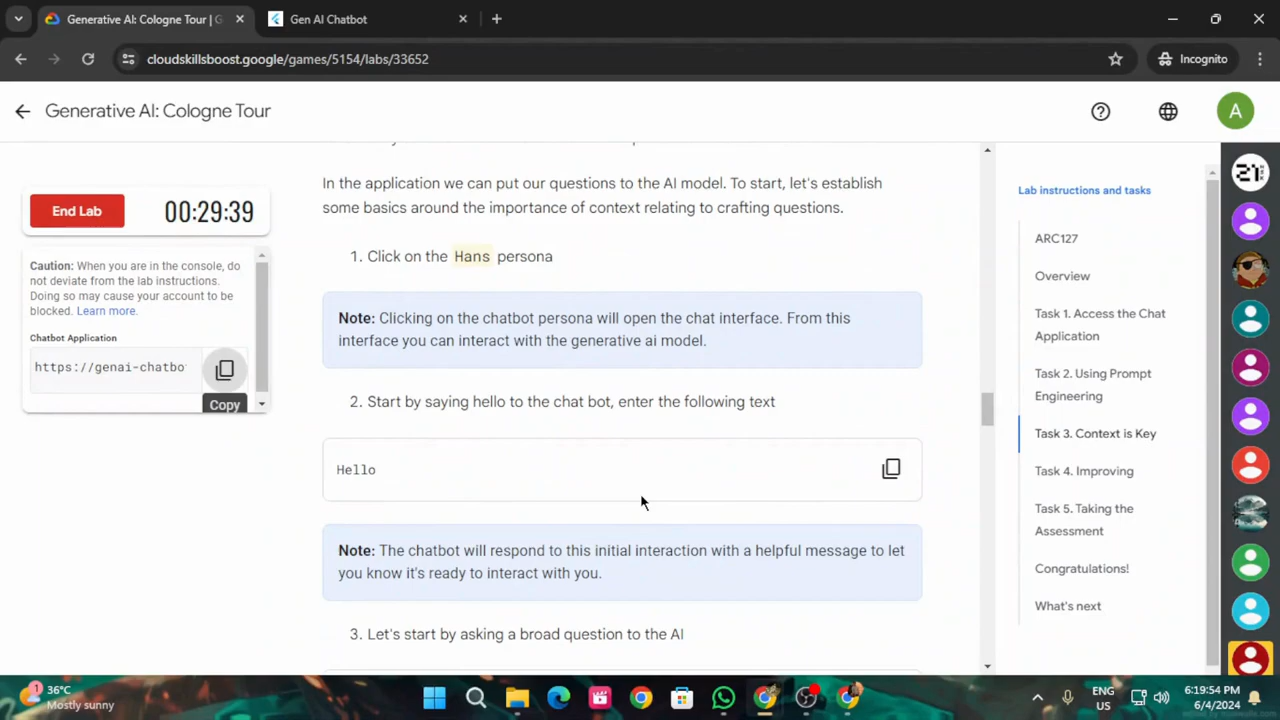 Generative AI: Cologne Tour | G
Gen AI Chatbot
cloudskillsboost.google/games/5154/labs/33652
Incognito
Generative AI: Cologne Tour
A
End Lab
00:29:39
Caution: When you are in the console, do
not deviate from the lab instructions.
Doing so may cause your account to be
blocked. Learn more.
Chatbot Application
https://genai-chatbo
Copy
In the application we can put our questions to the AI model. To start, let's establish
some basics around the importance of context relating to crafting questions.
1. Click on the Hans persona
Note: Clicking on the chatbot persona will open the chat interface. From this
interface you can interact with the generative ai model.
2. Start by saying hello to the chat bot, enter the following text
Hello
Note: The chatbot will respond to this initial interaction with a helpful message to let
you know it's ready to interact with you.
3. Let's start by asking a broad question to the AI
Lab instructions and tasks
ARC127
Overview
Task 1. Access the Chat
Application
Task 2. Using Prompt
Engineering
Task 3. Context is Key
Task 4. Improving
Task 5. Taking the
Assessment
Congratulations!
What's next
21
1
36°C
Mostly sunny
ENG
US
6:19:54 PM
6/4/2024